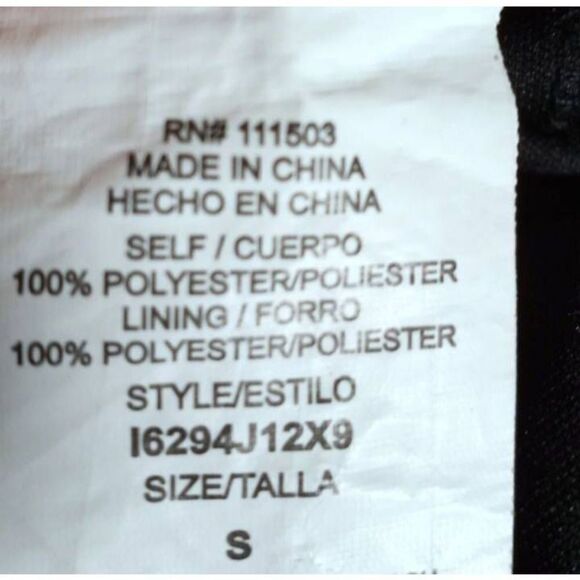 RN# 111503
MADE IN CHINA
HECHO EN CHINA
SELF / CUERPO
100% POLYESTER/POLIESTER
LINING / FORRO
100% POLYESTER/POLIESTER
STYLE/ESTILO
I6294J12X9
SIZE/TALLA
S